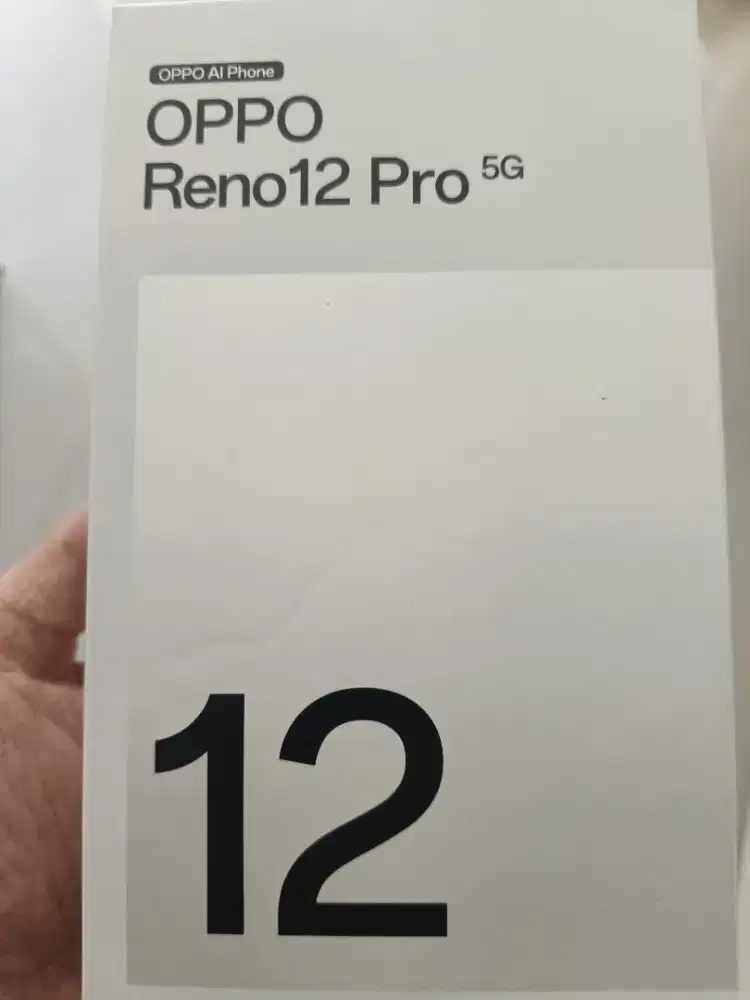 OPPO AI Phone
OPPO
Reno12 Pro 5G
12